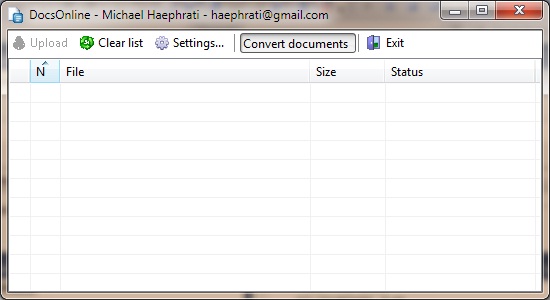 DocsOnline - Michael Haephrati - haephrati@gmail.com
Upload Clear list Settings... Convert documents Exit
N File Size Status